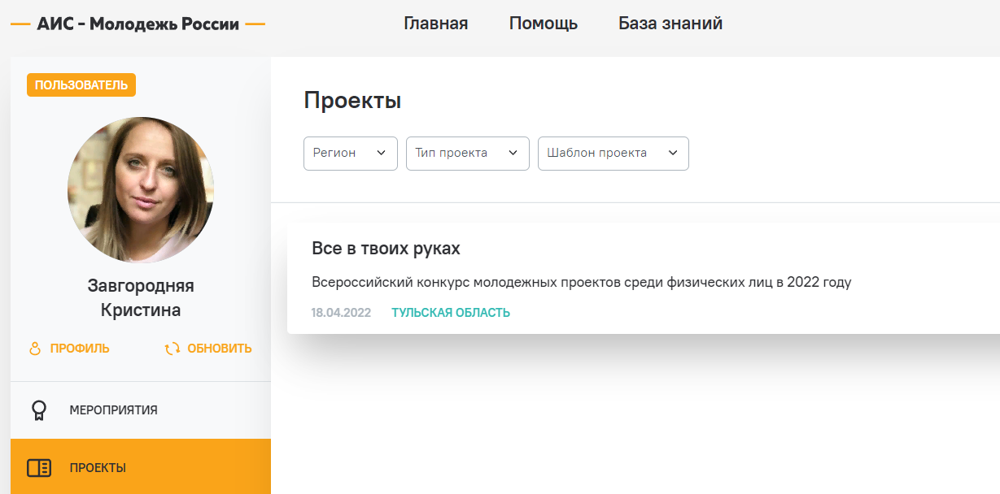 АИС - Молодежь России
Главная
Помощь
База знаний
ПОЛЬЗОВАТЕЛЬ
Завгородняя
Кристина
ПРОФИЛЬ
ОБНОВИТЬ
МЕРОПРИЯТИЯ
ПРОЕКТЫ
Проекты
Регион
Тип проекта
Шаблон проекта
Все в твоих руках
Всероссийский конкурс молодежных проектов среди физических лиц в 2022 году
18.04.2022 ТУЛЬСКАЯ ОБЛАСТЬ